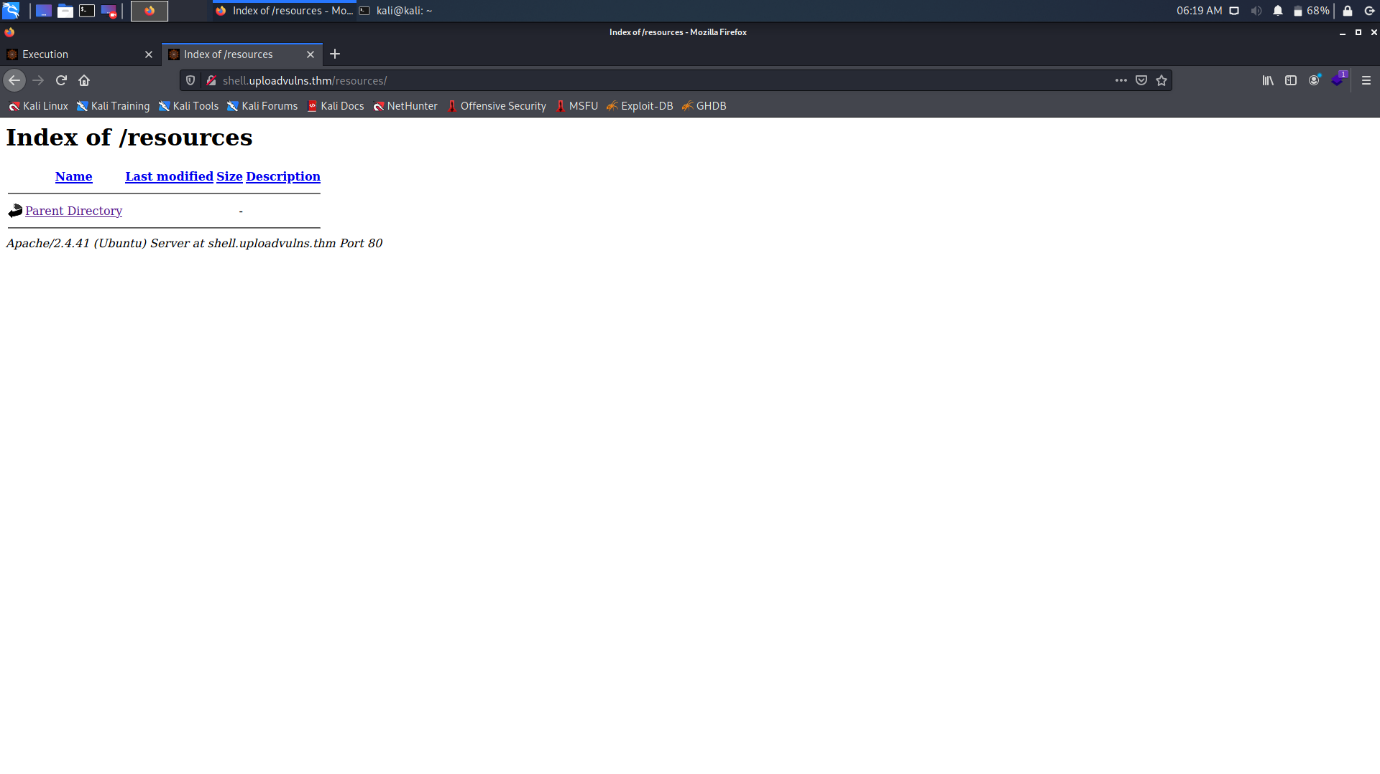 Index of /resources - Mo... kali@kali: ~ 06:19 AM 68%
Index of /resources - Mozilla Firefox
Execution Index of /resources
shell.uploadvulns.thm/resources/ 1
Kali Linux Kali Training Kali Tools Kali Forums Kali Docs NetHunter Offensive Security MSFU Exploit-DB GHDB
Index of /resources
Name Last modified Size Description
Parent Directory -
Apache/2.4.41 (Ubuntu) Server at shell.uploadvulns.thm Port 80